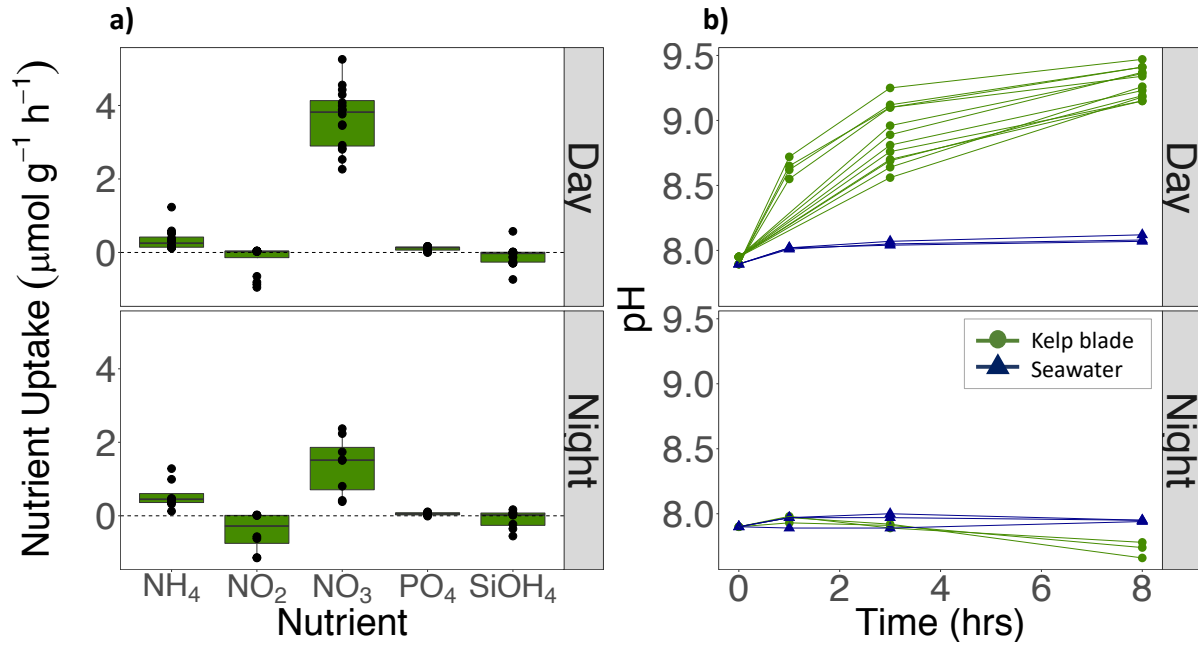 a)
Nutrient Uptake (μmol g⁻¹ h⁻¹)
4
2
0
Day
4
2
0
Night
NH₄ NO₂ NO₃ PO₄ SiOH₄
Nutrient
b)
pH
9.5
9.0
8.5
8.0
Day
9.5
9.0
8.5
8.0
Kelp blade
Seawater
Night
0 2 4 6 8
Time (hrs)